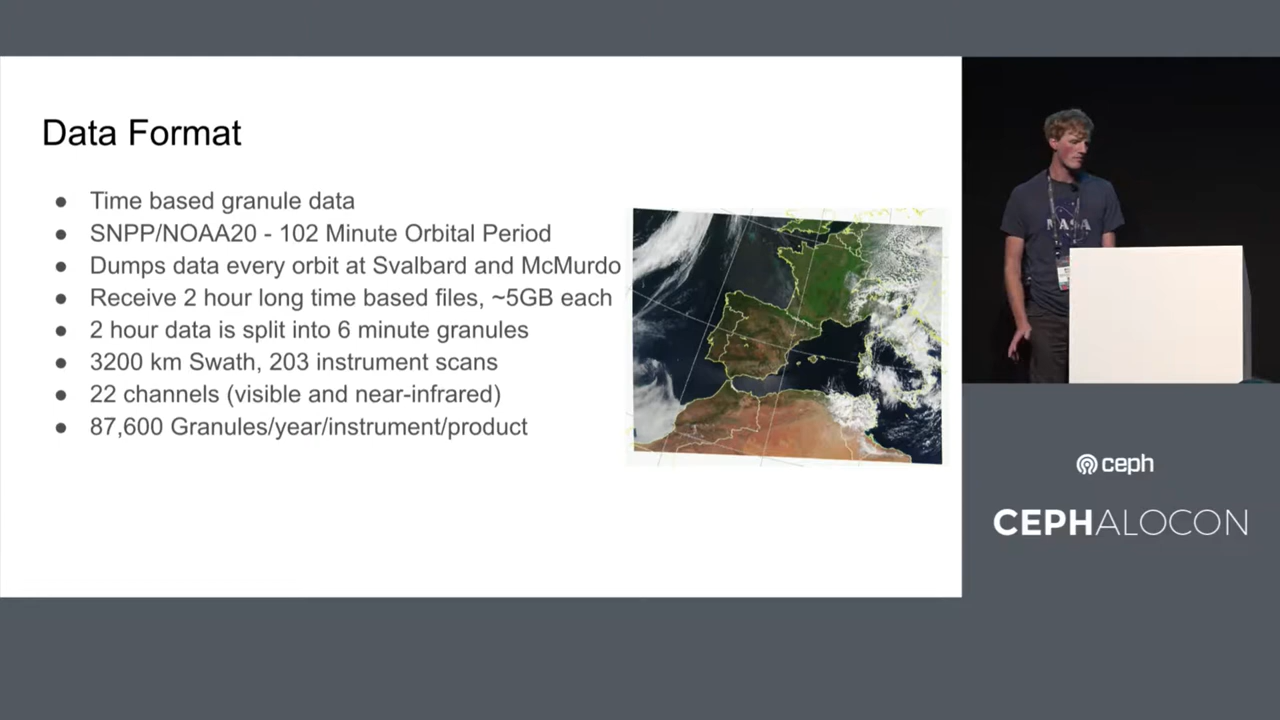 Data Format
● Time based granule data
● SNPP/NOAA20 - 102 Minute Orbital Period
● Dumps data every orbit at Svalbard and McMurdo
● Receive 2 hour long time based files, ~5GB each
● 2 hour data is split into 6 minute granules
● 3200 km Swath, 203 instrument scans
● 22 channels (visible and near-infrared)
● 87,600 Granules/year/instrument/product
NASA
ceph
CEPHALOCON